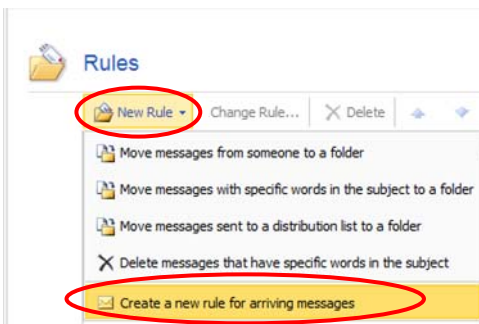 Rules
New Rule Change Rule... Delete
Move messages from someone to a folder
Move messages with specific words in the subject to a folder
Move messages sent to a distribution list to a folder
Delete messages that have specific words in the subject
Create a new rule for arriving messages